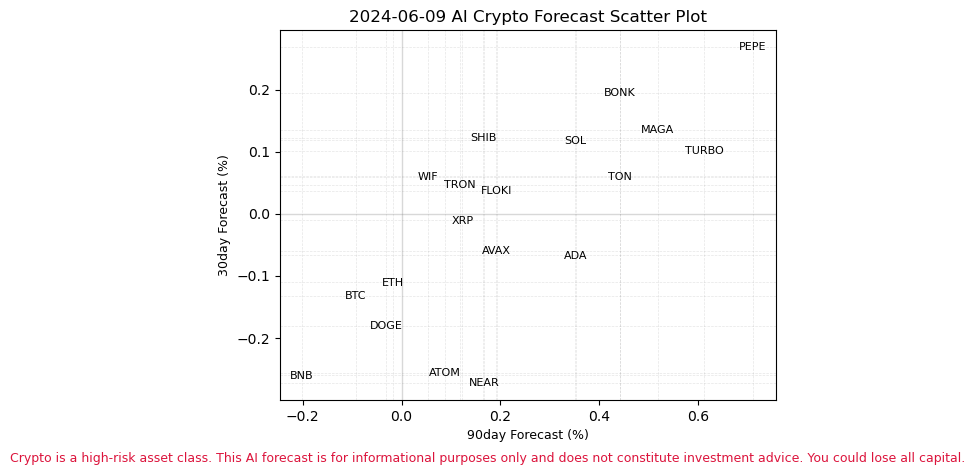 2024-06-09 AI Crypto Forecast Scatter Plot
PEPE
BONK
MAGA
SHIB
SOL
TURBO
WIF
TON
TRON
FLOKI
XRP
AVAX
ADA
ETH
BTC
DOGE
ATOM
BNB
NEAR
0.2
0.1
0.0
−0.1
−0.2
30day Forecast (%)
−0.2
0.0
0.2
0.4
0.6
90day Forecast (%)
Crypto is a high-risk asset class. This AI forecast is for informational purposes only and does not constitute investment advice. You could lose all capital.